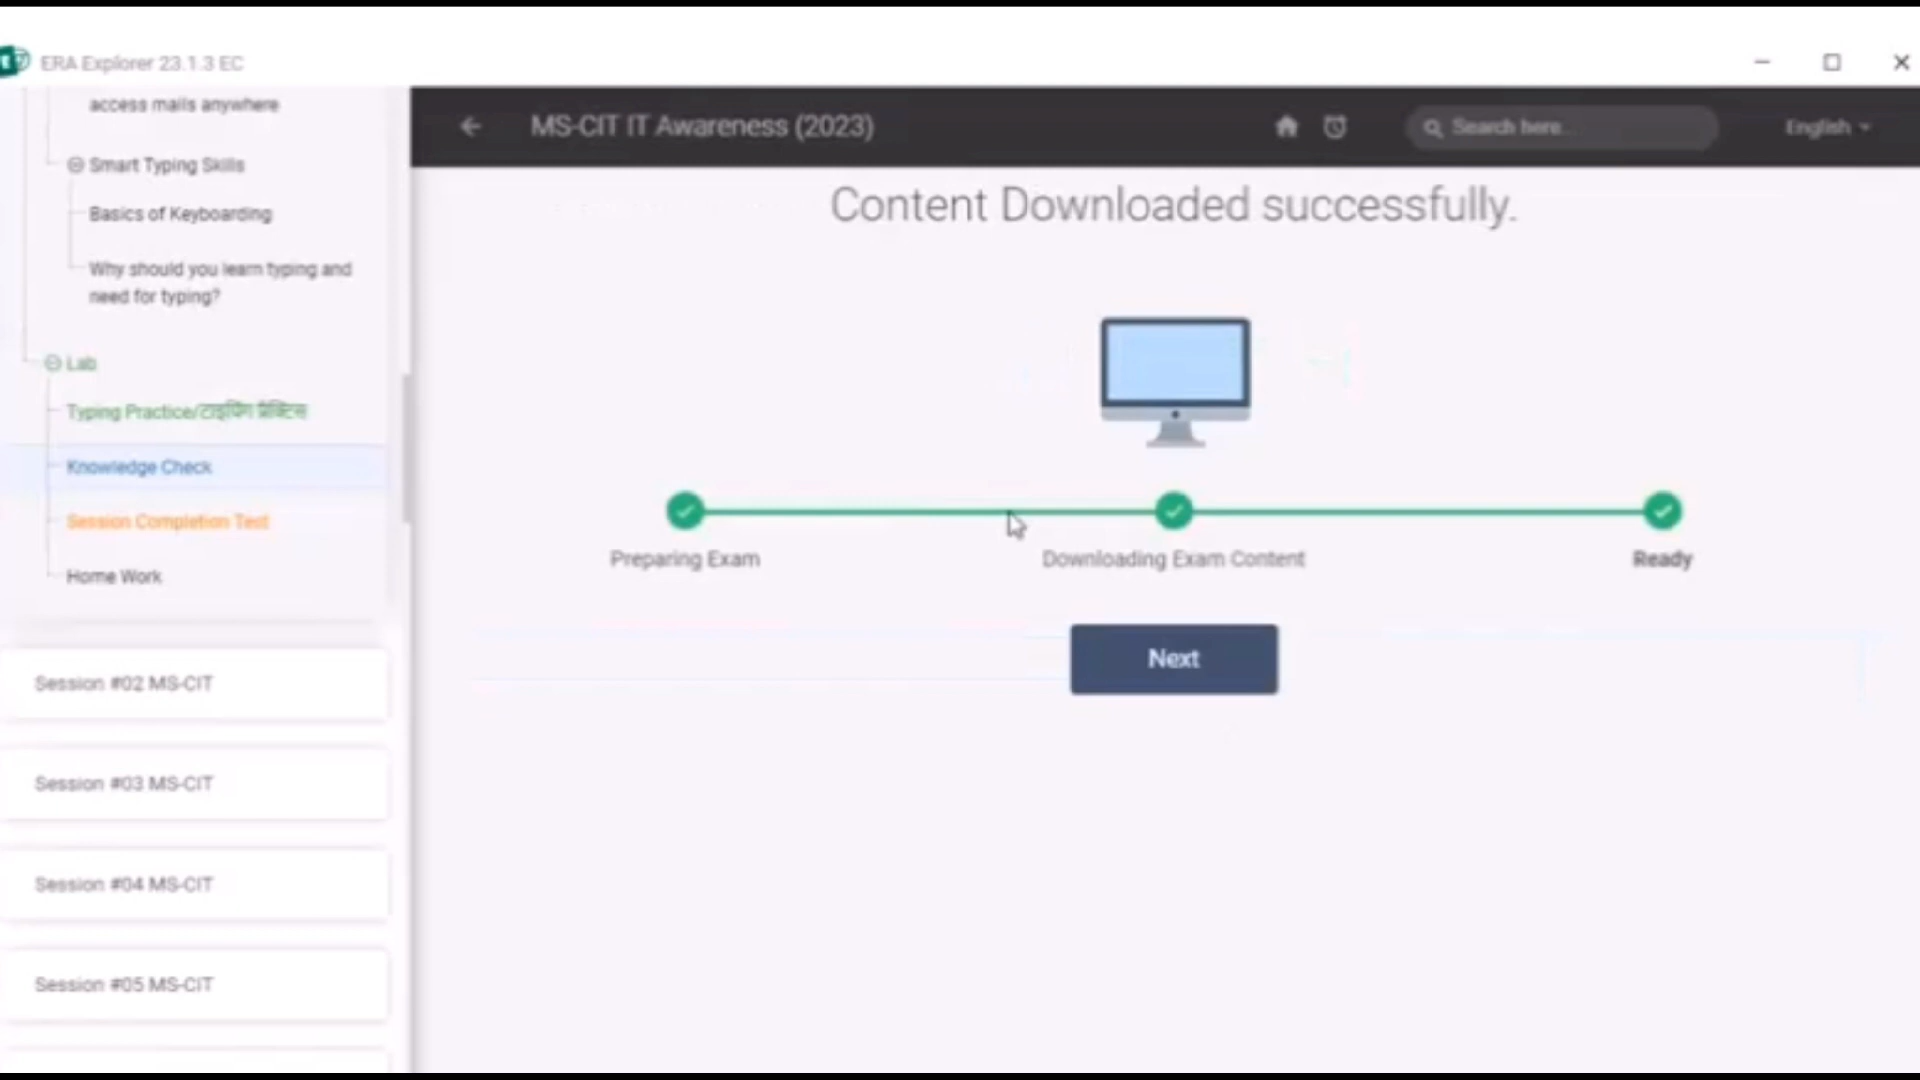 ERA Explorer 23.1.3 EC
access mails anywhere
Smart Typing Skills
Basics of Keyboarding
Why should you learn typing and
need for typing?
Lab
Typing Practice/टाइपिंग प्रॅक्टिस
Knowledge Check
Session Completion Test
Home Work
Session #02 MS-CIT
Session #03 MS-CIT
Session #04 MS-CIT
Session #05 MS-CIT
MS-CIT IT Awareness (2023)
Search here...
English
Content Downloaded successfully.
Preparing Exam
Downloading Exam Content
Ready
Next